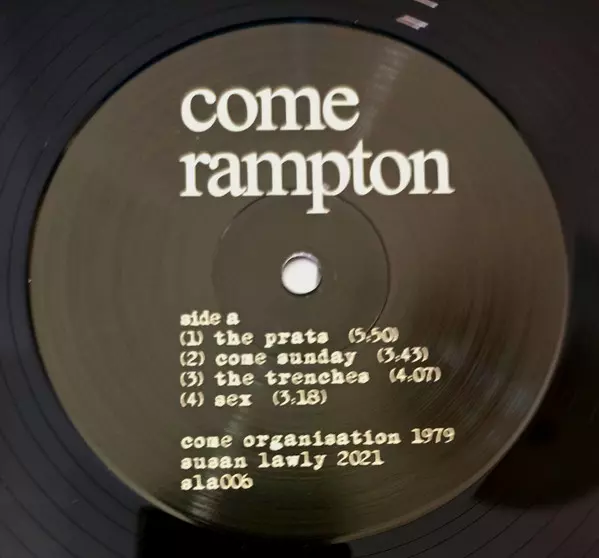 come
rampton
side a
(1) the prats (5:50)
(2) come sunday (3:43)
(3) the trenches (4:07)
(4) sex (3:18)
come organisation 1979
susan lawly 2021
sla006